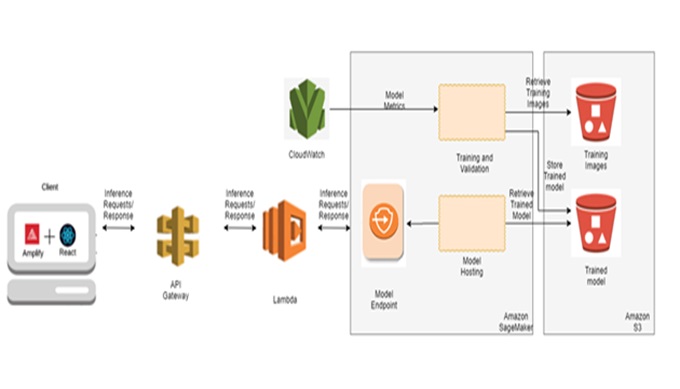 Client
Amplify
React
Inference
Requests/
Response
API
Gateway
Inference
Requests/
Response
Lambda
Inference
Requests/
Response
CloudWatch
Model
Metrics
Training and
Validation
Retrieve
Training
Images
Training
Images
Store
Trained
model
Retrieve
Trained
Model
Model
Endpoint
Model
Hosting
Trained
model
Amazon
SageMaker
Amazon
S3